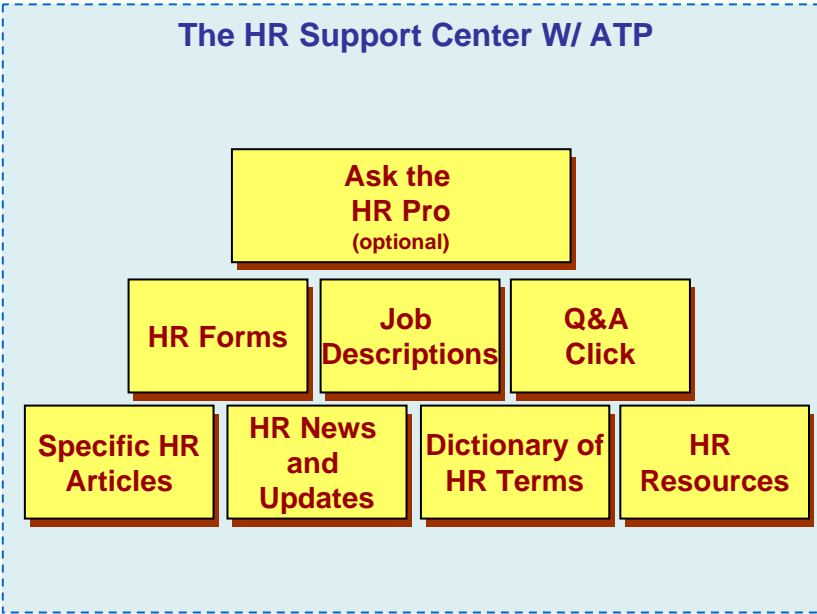 The HR Support Center W/ ATP
Ask the
HR Pro
(optional)
HR Forms
Job
Descriptions
Q&A
Click
Specific HR
Articles
HR News
and
Updates
Dictionary of
HR Terms
HR
Resources